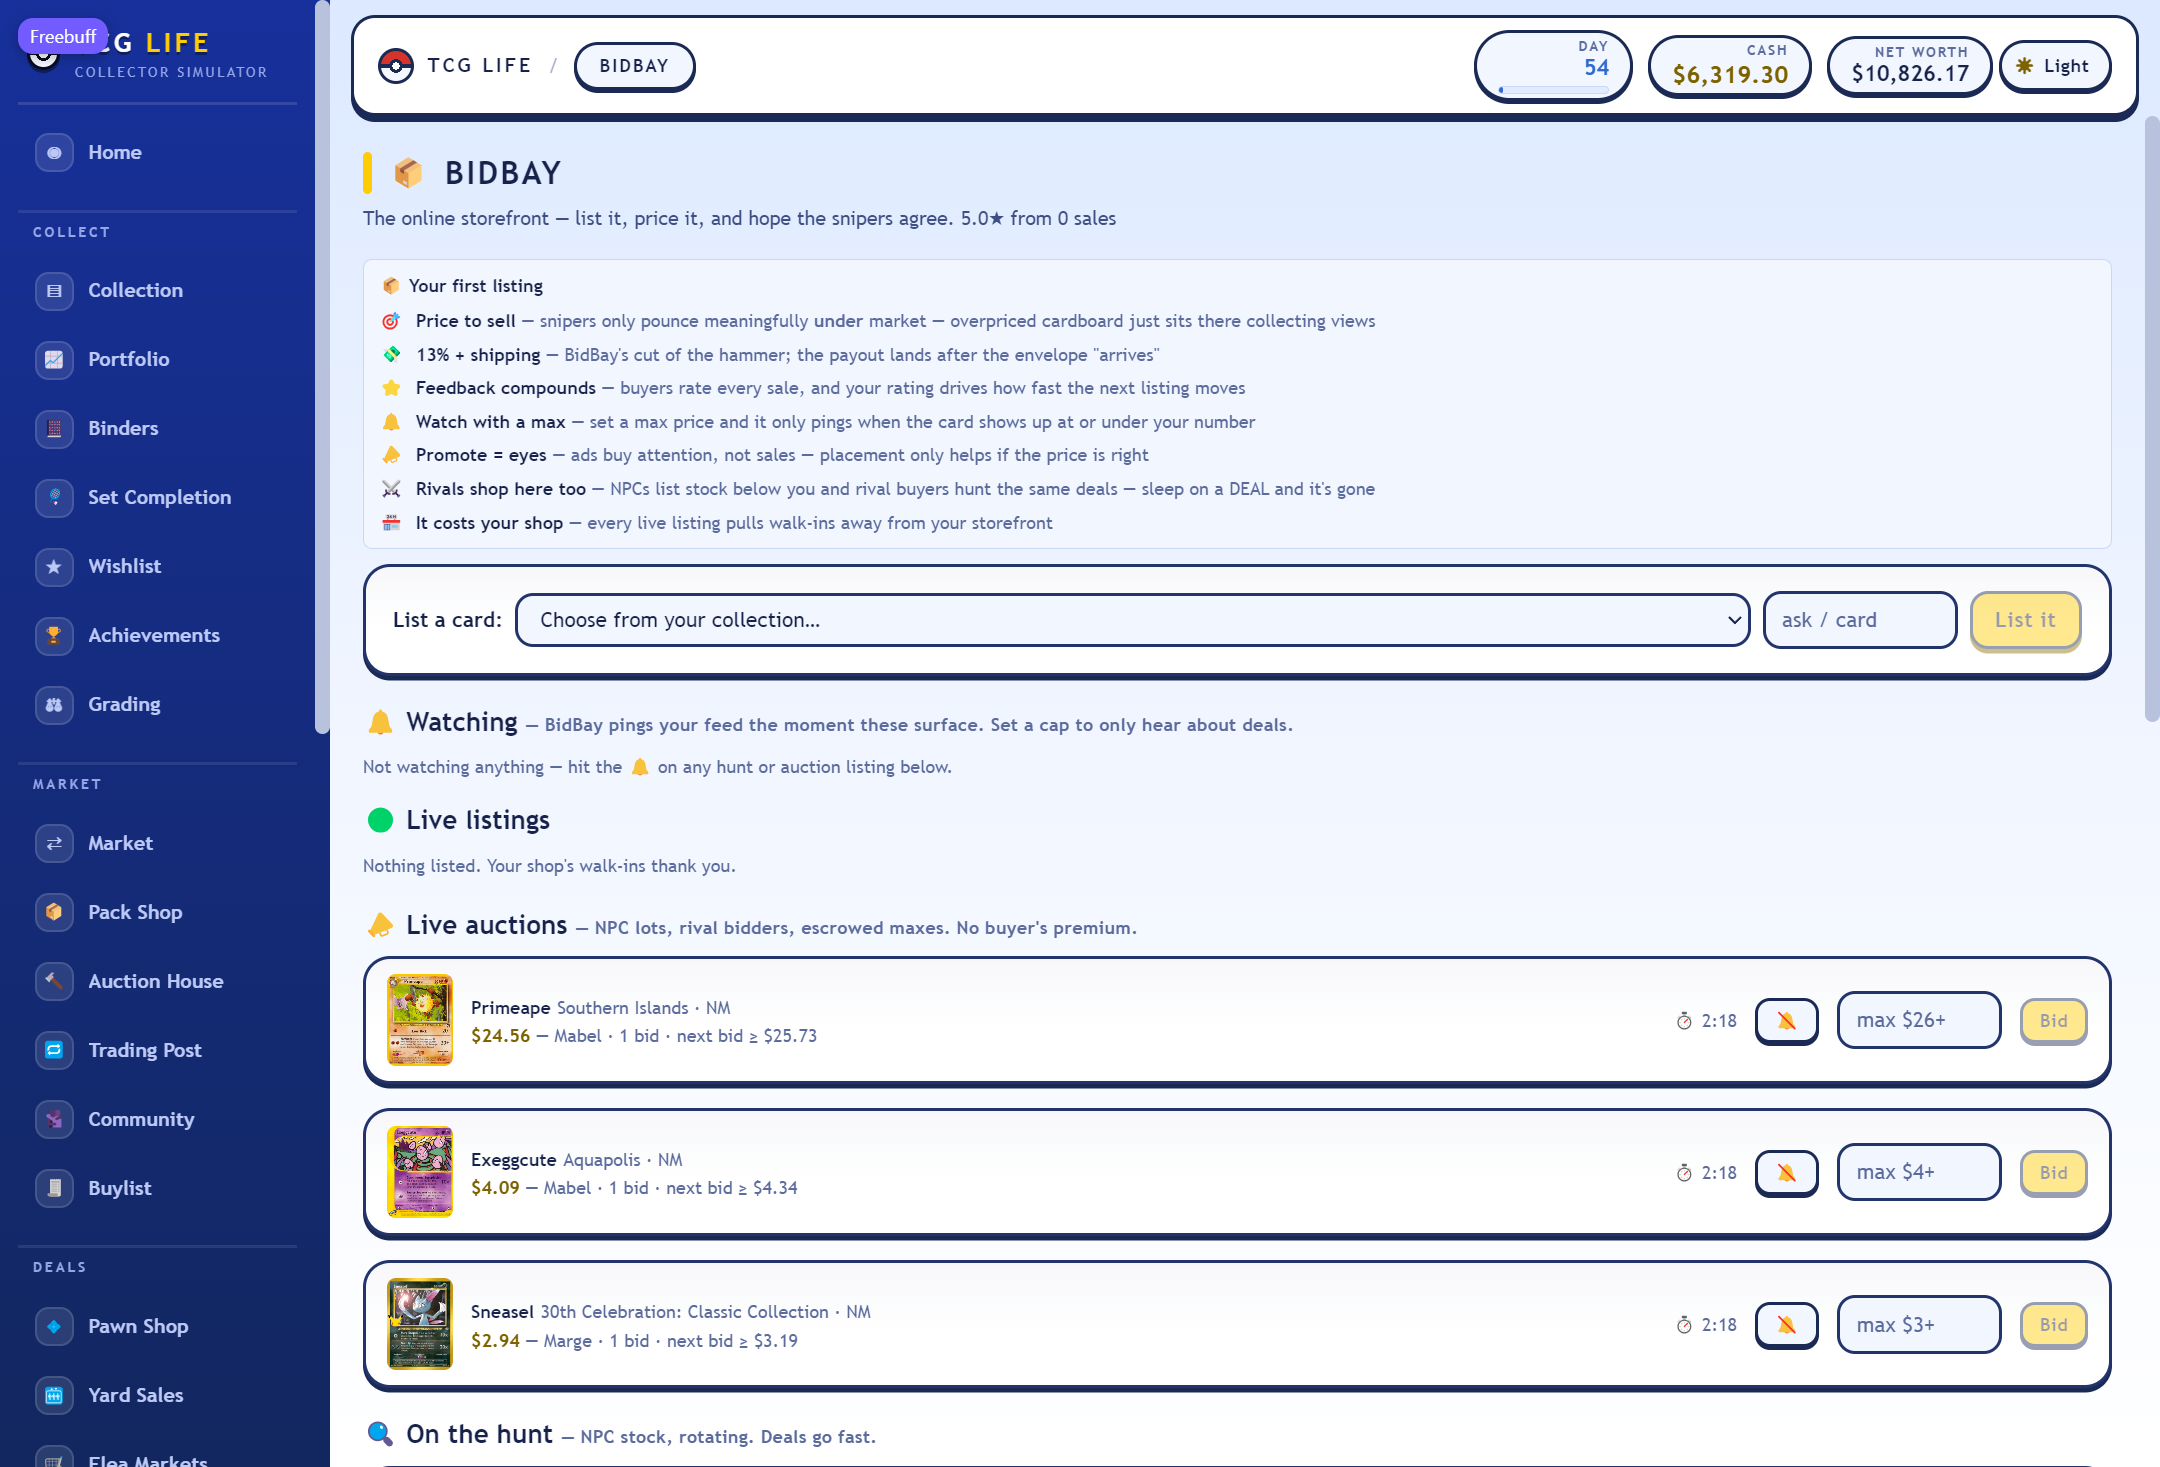 Freebuff
CG LIFE
COLLECTOR SIMULATOR
Home
COLLECT
Collection
Portfolio
Binders
Set Completion
Wishlist
Achievements
Grading
MARKET
Market
Pack Shop
Auction House
Trading Post
Community
Buylist
DEALS
Pawn Shop
Yard Sales
Flea Markets
TCG LIFE / BIDBAY
DAY
54
CASH
$6,319.30
NET WORTH
$10,826.17
Light
BIDBAY
The online storefront — list it, price it, and hope the snipers agree. 5.0★ from 0 sales
Your first listing
Price to sell — snipers only pounce meaningfully under market — overpriced cardboard just sits there collecting views
13% + shipping — BidBay's cut of the hammer; the payout lands after the envelope "arrives"
Feedback compounds — buyers rate every sale, and your rating drives how fast the next listing moves
Watch with a max — set a max price and it only pings when the card shows up at or under your number
Promote = eyes — ads buy attention, not sales — placement only helps if the price is right
Rivals shop here too — NPCs list stock below you and rival buyers hunt the same deals — sleep on a DEAL and it's gone
It costs your shop — every live listing pulls walk-ins away from your storefront
List a card: Choose from your collection... ask / card List it
Watching — BidBay pings your feed the moment these surface. Set a cap to only hear about deals.
Not watching anything — hit the 🔔 on any hunt or auction listing below.
Live listings
Nothing listed. Your shop's walk-ins thank you.
Live auctions — NPC lots, rival bidders, escrowed maxes. No buyer's premium.
Primeape Southern Islands · NM
$24.56 — Mabel · 1 bid · next bid ≥ $25.73
2:18 max $26+ Bid
Exeggcute Aquapolis · NM
$4.09 — Mabel · 1 bid · next bid ≥ $4.34
2:18 max $4+ Bid
Sneasel 30th Celebration: Classic Collection · NM
$2.94 — Marge · 1 bid · next bid ≥ $3.19
2:18 max $3+ Bid
On the hunt — NPC stock, rotating. Deals go fast.